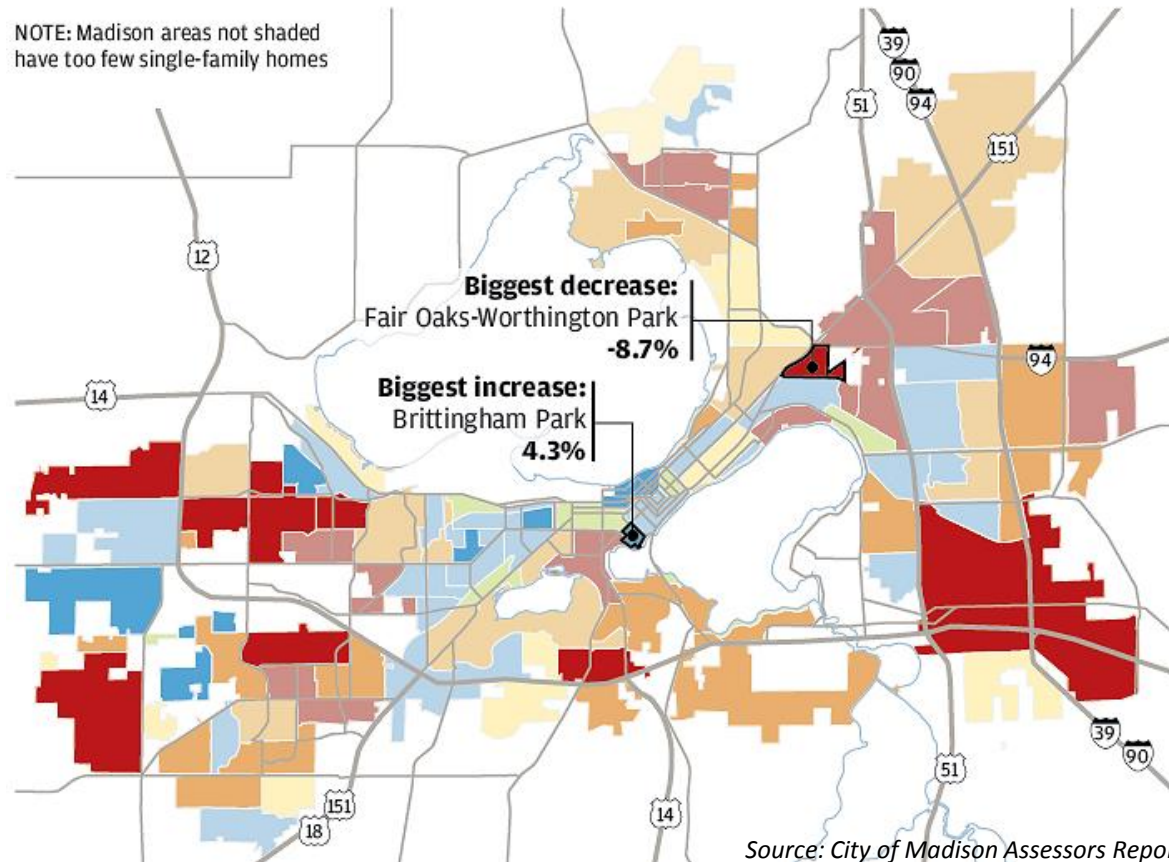 NOTE: Madison areas not shaded
have too few single-family homes
39
90
94
51
151
12
Biggest decrease:
Fair Oaks-Worthington Park
-8.7%
94
14
Biggest increase:
Brittingham Park
4.3%
39
90
51
151
14
18
Source: City of Madison Assessors Repor